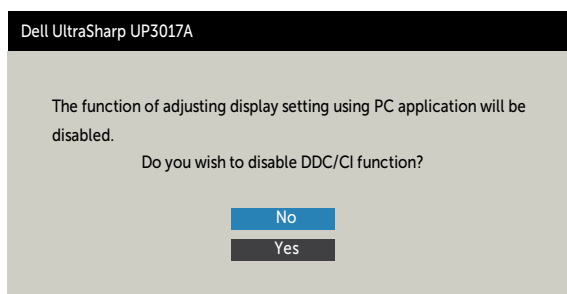 Dell UltraSharp UP3017A
The function of adjusting display setting using PC application will be
disabled.
Do you wish to disable DDC/CI function?
No
Yes